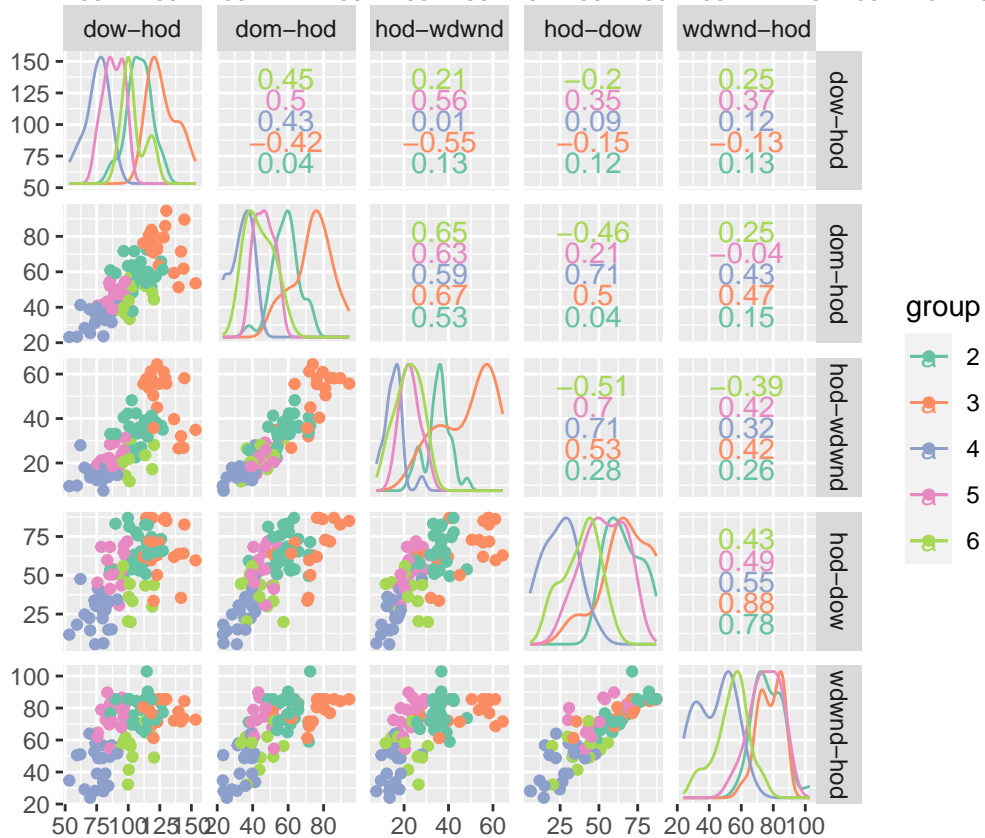 dow−hod dom−hod hod−wdwnd hod−dow wdwnd−hod
150
125
100
75
50
0.45 0.21 −0.2 0.25
0.5 0.56 0.35 0.37
0.43 0.01 0.09 0.12
−0.42 −0.55 −0.15 −0.13
0.04 0.13 0.12 0.13
dow−hod
80
60
40
20
0.65 −0.46 0.25
0.63 0.21 −0.04
0.59 0.71 0.43
0.67 0.5 0.47
0.53 0.04 0.15
dom−hod
60
40
20
−0.51 −0.39
0.7 0.42
0.71 0.32
0.53 0.42
0.28 0.26
hod−wdwnd
75
50
25
0.43
0.49
0.55
0.88
0.78
hod−dow
100
80
60
40
20
wdwnd−hod
50 75 100 125 150 20 40 60 80 20 40 60 25 50 75 20 40 60 80 100
group
a 2
a 3
a 4
a 5
a 6